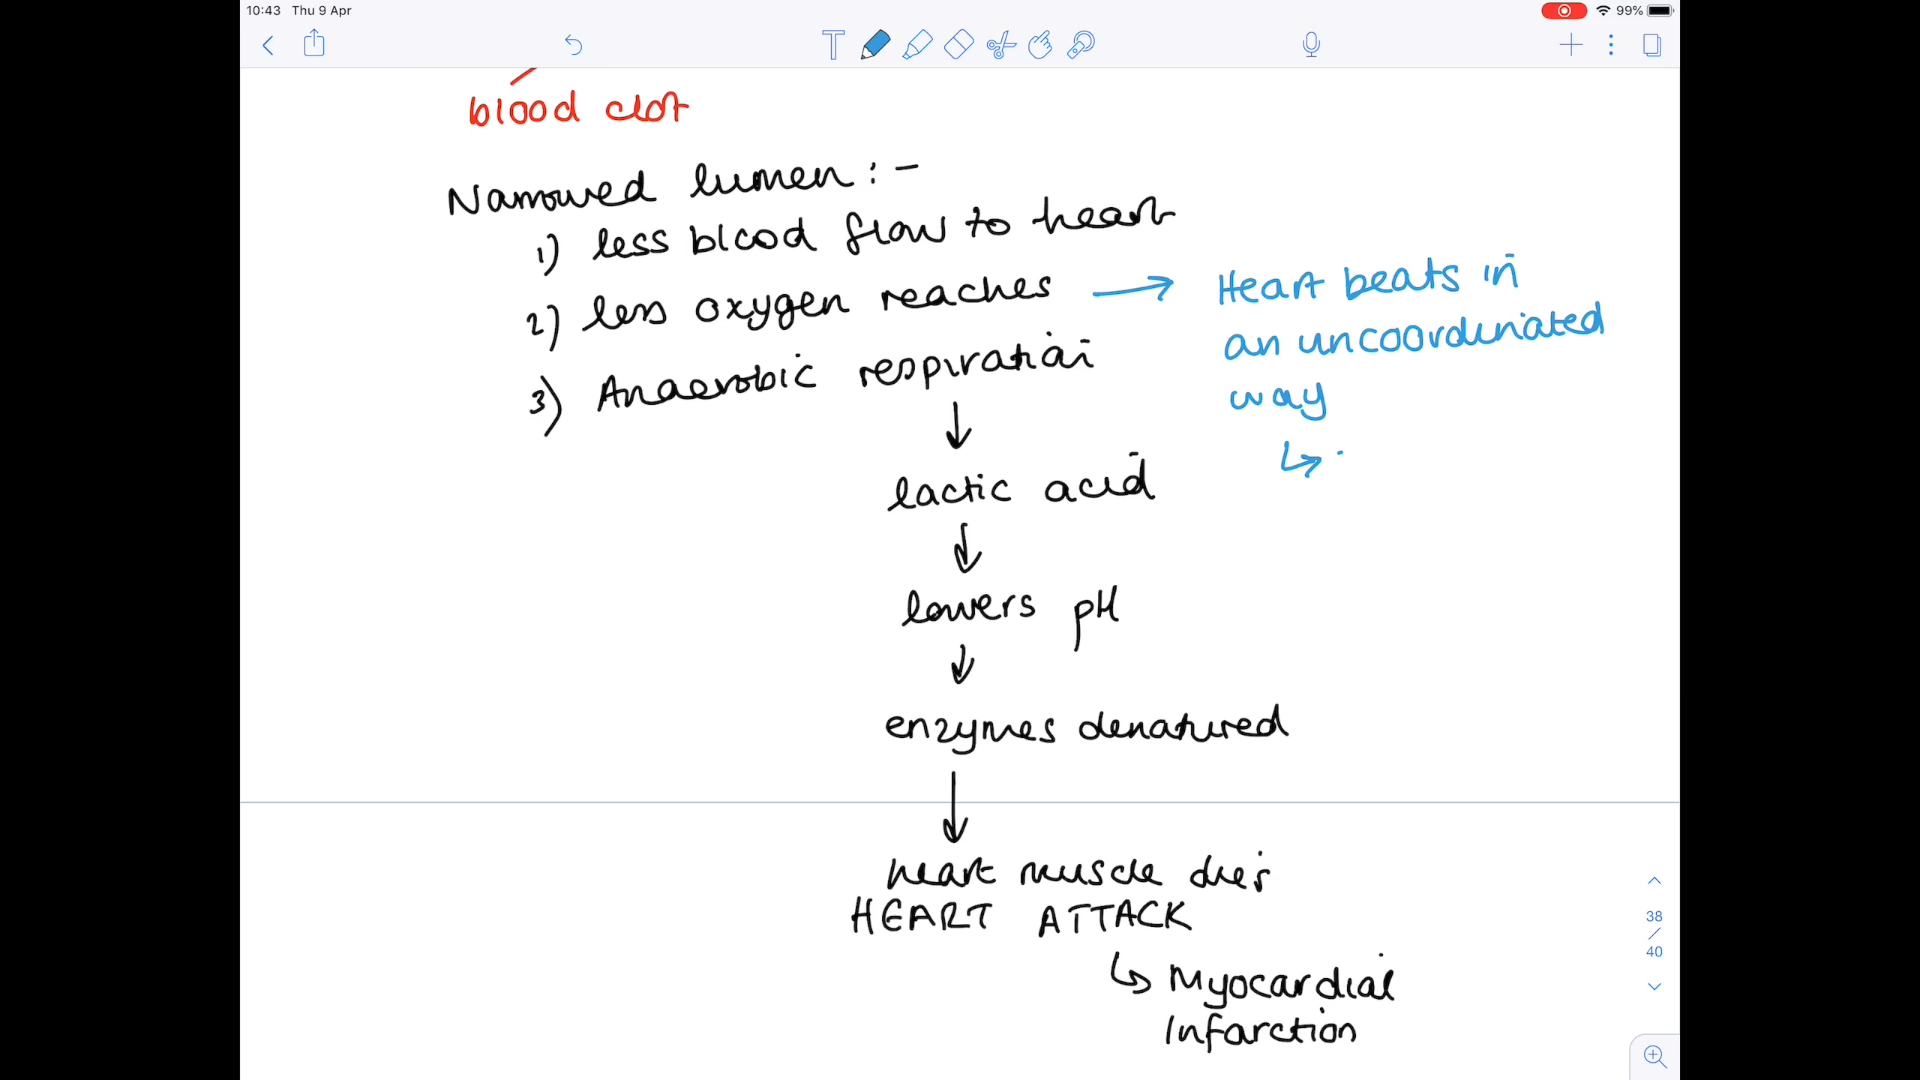 10:43 Thu 9 Apr
99%
T
blood clot
Narrowed lumen :-
1) less blood flow to heart
2) less oxygen reaches → Heart beats in
an uncoordinated
way
3) Anaerobic respiration
↓
lactic acid
↓
lowers pH
↓
enzymes denatured
↓
heart muscle dies
HEART ATTACK
↳ Myocardial
Infarction
38
/
40